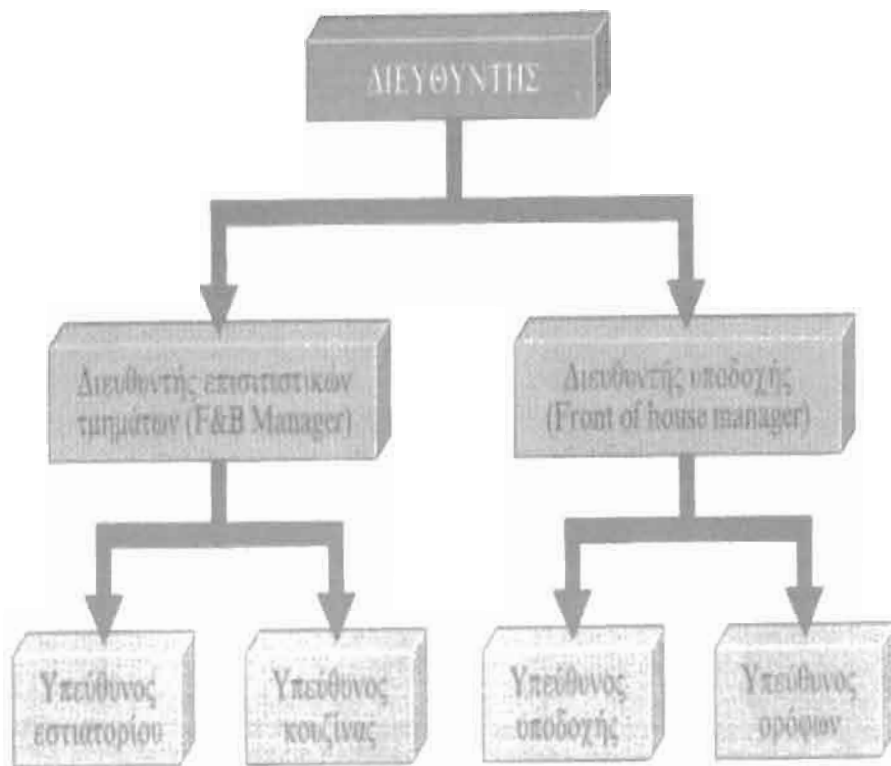 ΔΙΕΥΘΥΝΤΗΣ
Διευθυντής επισιτιστικών
τμημάτων (F&B Manager)
Διευθυντής υποδοχής
(Front of house manager)
Υπεύθυνος
εστιατορίου
Υπεύθυνος
κουζίνας
Υπεύθυνος
υποδοχής
Υπεύθυνος
ορόφων